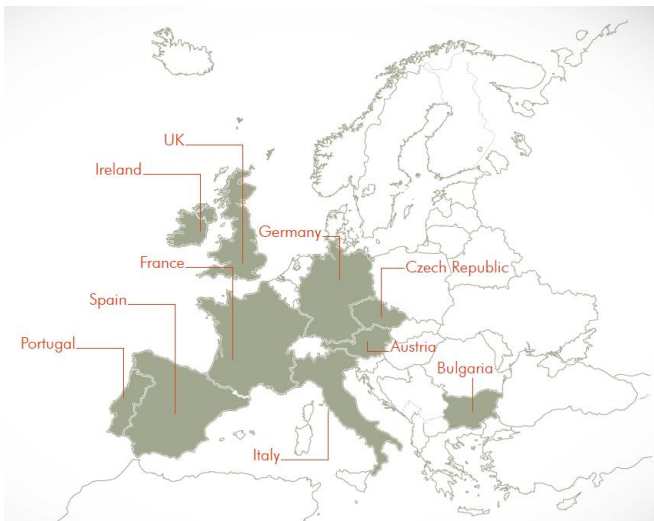 UK
Ireland
Germany
France
Czech Republic
Spain
Portugal
Austria
Bulgaria
Italy